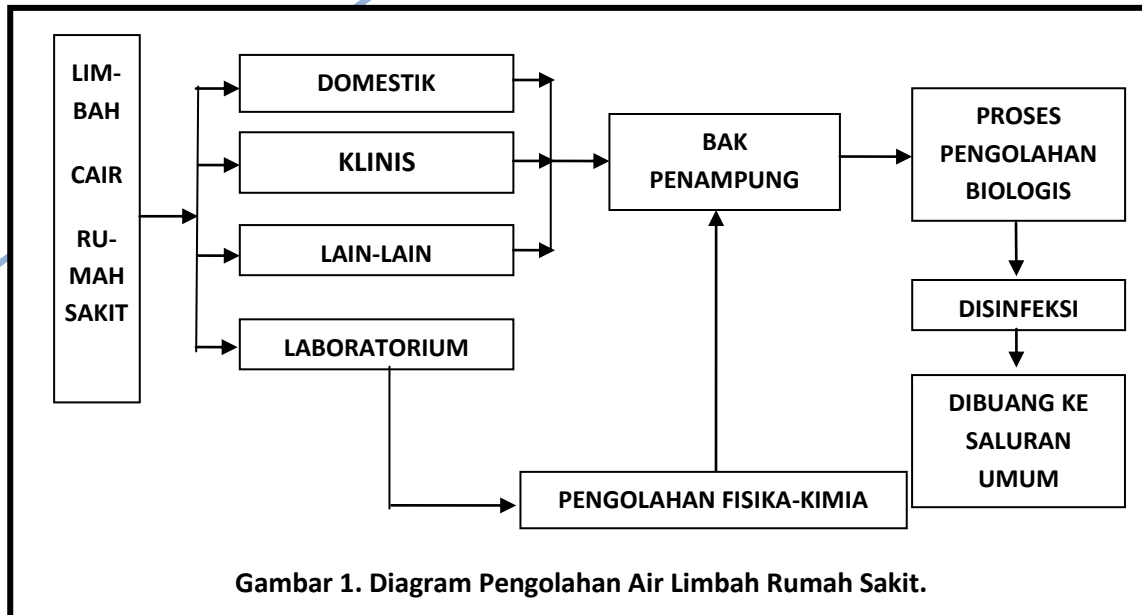 LIM-
BAH
CAIR
RU-
MAH
SAKIT
DOMESTIK
KLINIS
LAIN-LAIN
LABORATORIUM
BAK
PENAMPUNG
PENGOLAHAN FISIKA-KIMIA
PROSES
PENGOLAHAN
BIOLOGIS
DISINFEKSI
DIBUANG KE
SALURAN
UMUM
Gambar 1. Diagram Pengolahan Air Limbah Rumah Sakit.